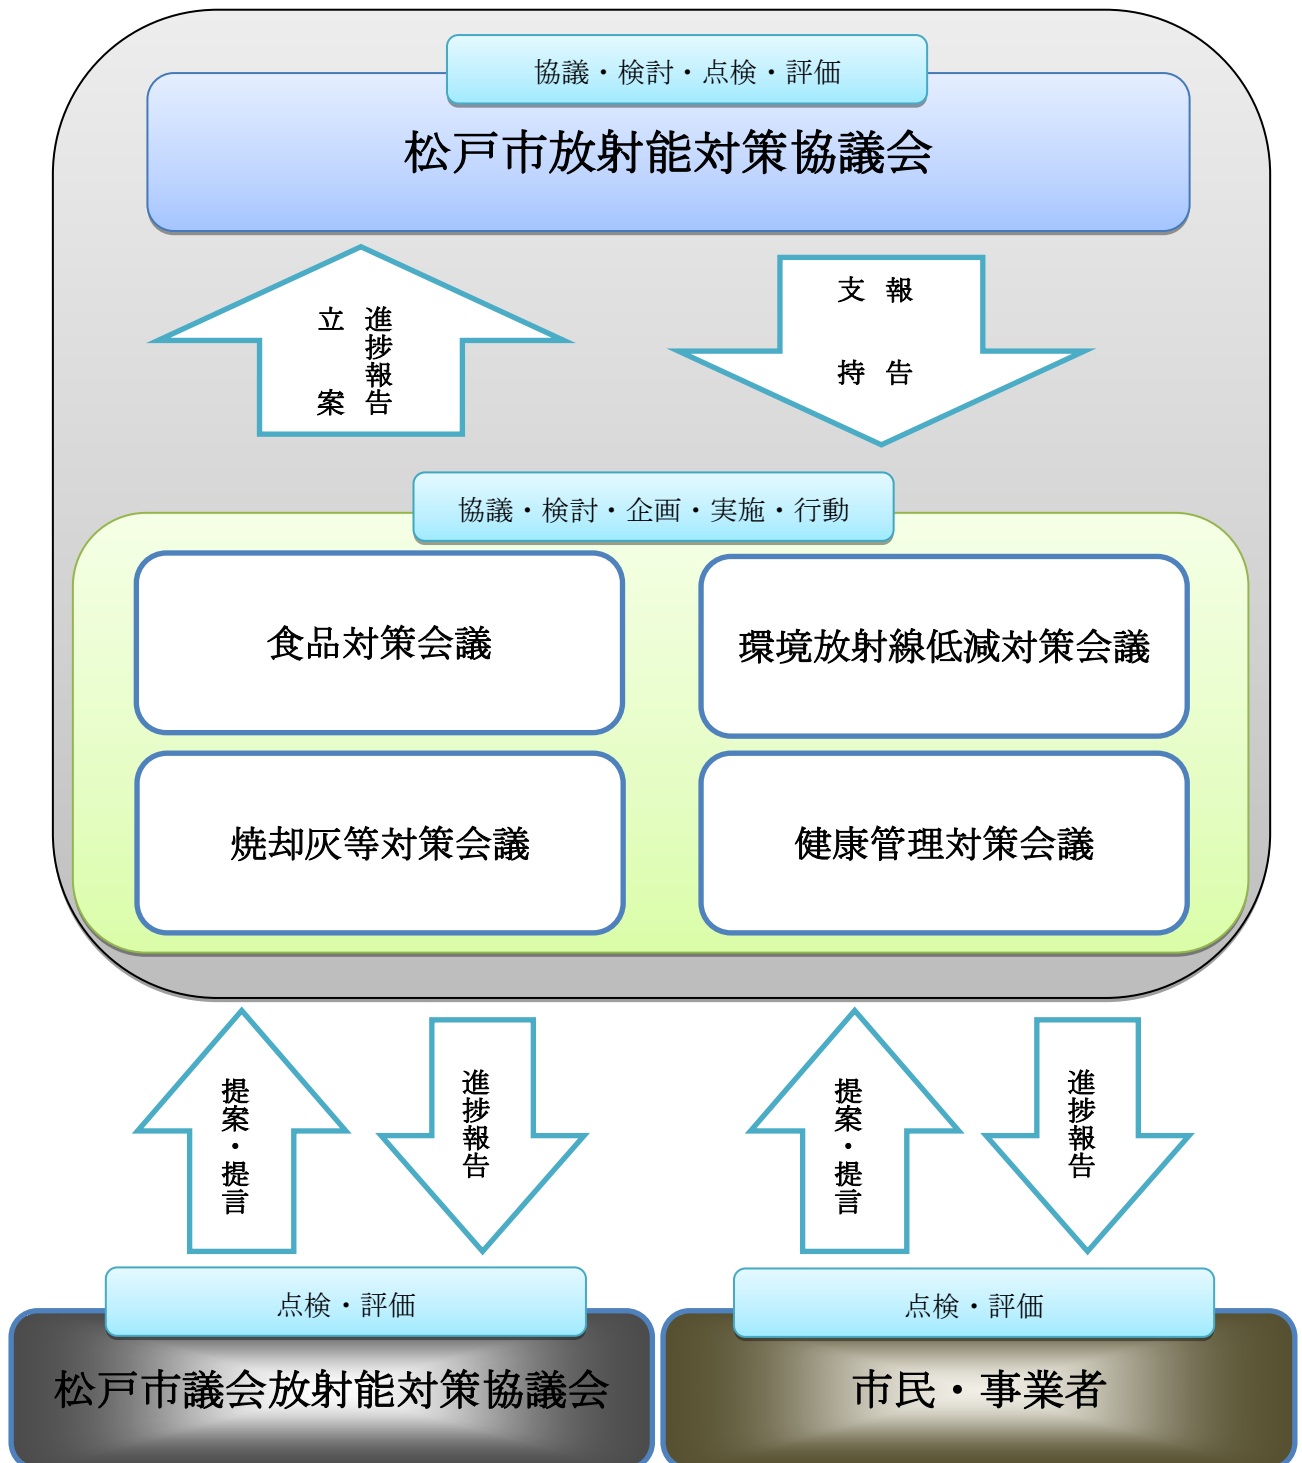 協議・検討・点検・評価
松戸市放射能対策協議会
進捗報告
立案
報告
支持
協議・検討・企画・実施・行動
食品対策会議
環境放射線低減対策会議
焼却灰等対策会議
健康管理対策会議
提案・提言
進捗報告
提案・提言
進捗報告
点検・評価
点検・評価
松戸市議会放射能対策協議会
市民・事業者